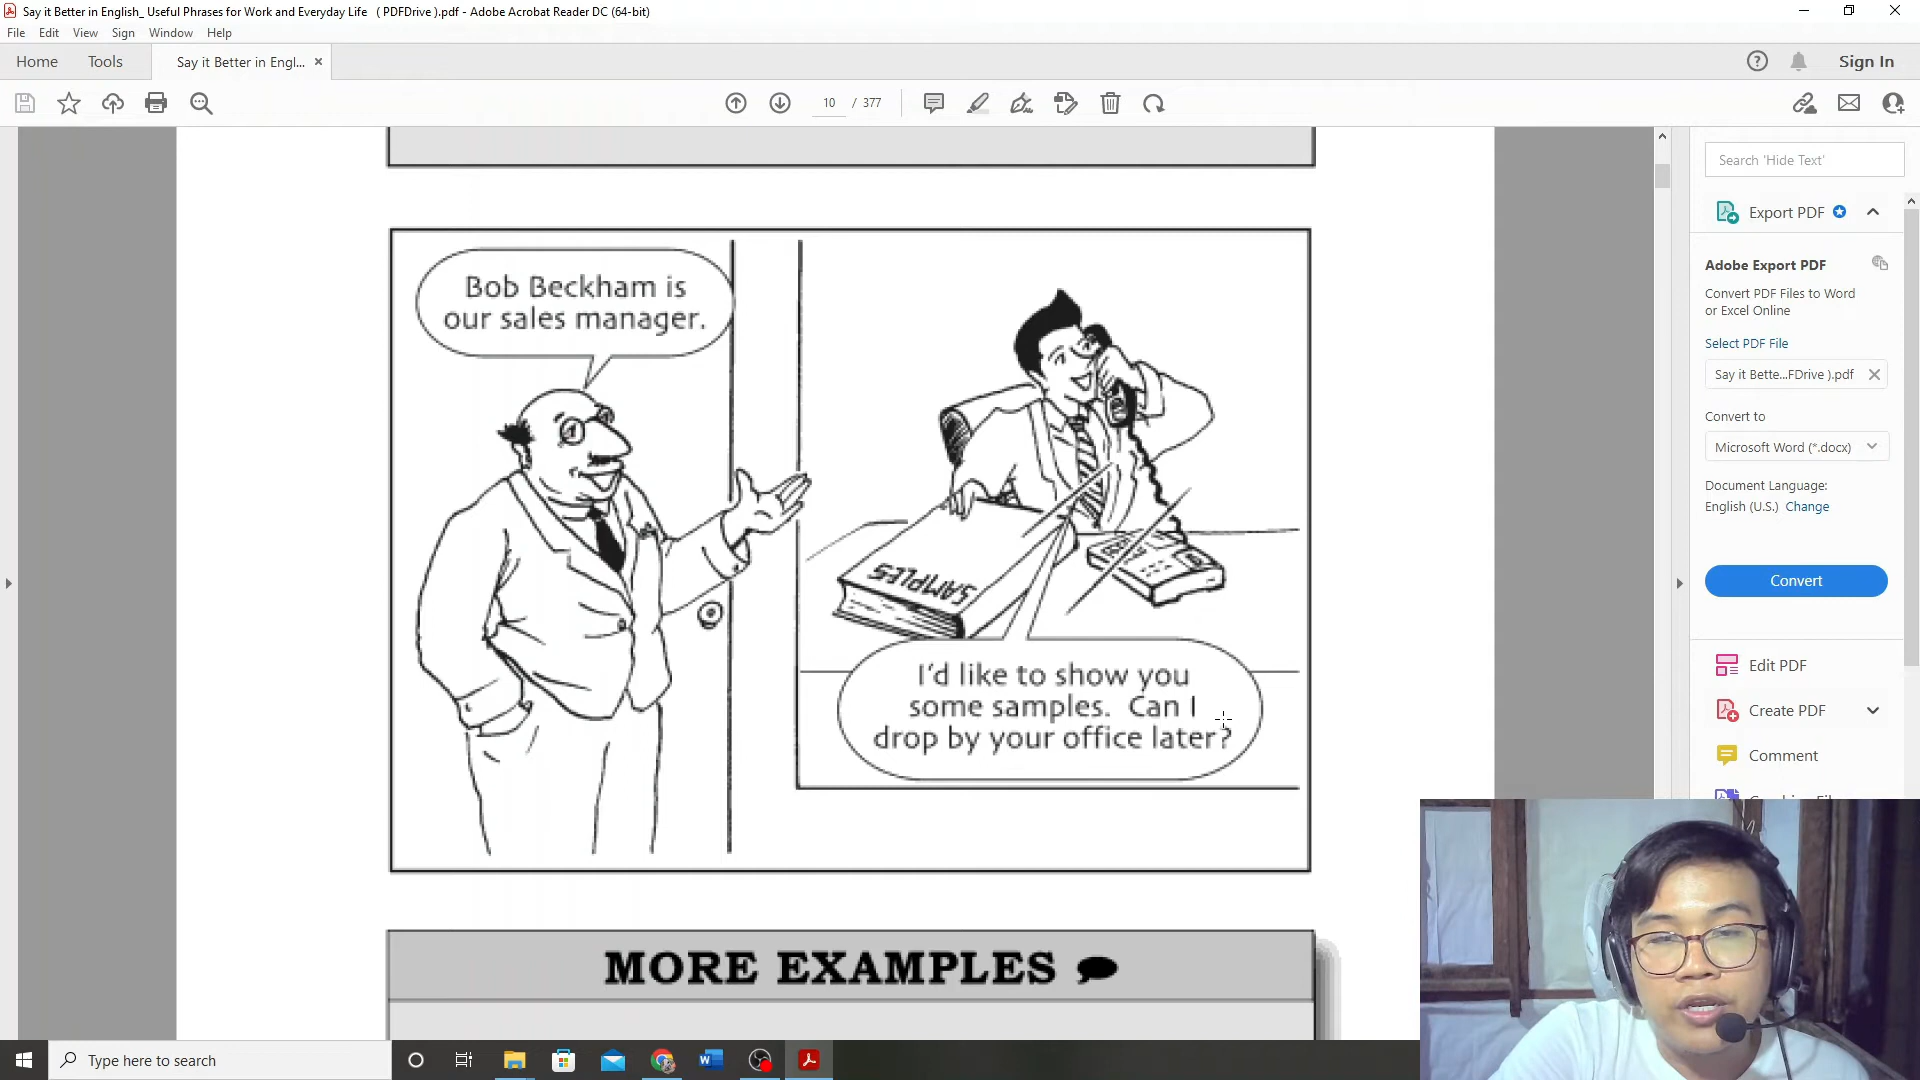 Say it Better in English_ Useful Phrases for Work and Everyday Life   ( PDFDrive ).pdf - Adobe Acrobat Reader DC (64-bit)
File Edit View Sign Window Help
Home Tools Say it Better in Engl... Sign In
10 / 377
Search 'Hide Text'
Export PDF
Adobe Export PDF
Convert PDF Files to Word
or Excel Online
Select PDF File
Say it Bette...FDrive ).pdf
Convert to
Microsoft Word (*.docx)
Document Language:
English (U.S.) Change
Convert
Edit PDF
Create PDF
Comment
Bob Beckham is
our sales manager.
SAMPLES
I'd like to show you
some samples. Can I
drop by your office later?
MORE EXAMPLES
Type here to search